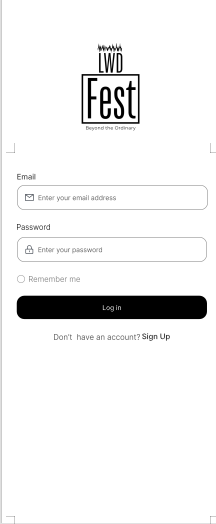 LWD
Fest
Beyond the Ordinary
Email
Enter your email address
Password
Enter your password
Remember me
Log in
Don't have an account? Sign Up